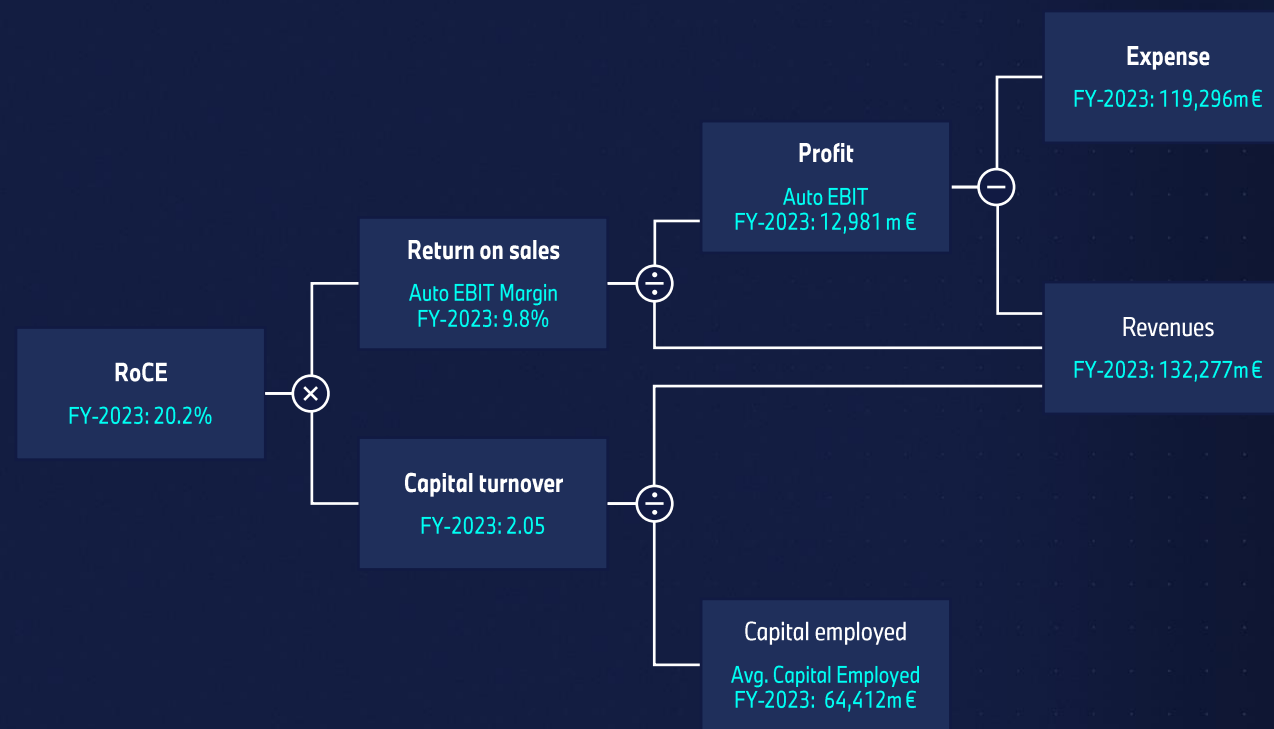 Expense
FY-2023: 119,296m€
Profit
Auto EBIT
FY-2023: 12,981 m €
Return on sales
Auto EBIT Margin
FY-2023: 9.8%
Revenues
FY-2023: 132,277m€
RoCE
FY-2023: 20.2%
Capital turnover
FY-2023: 2.05
Capital employed
Avg. Capital Employed
FY-2023: 64,412m€